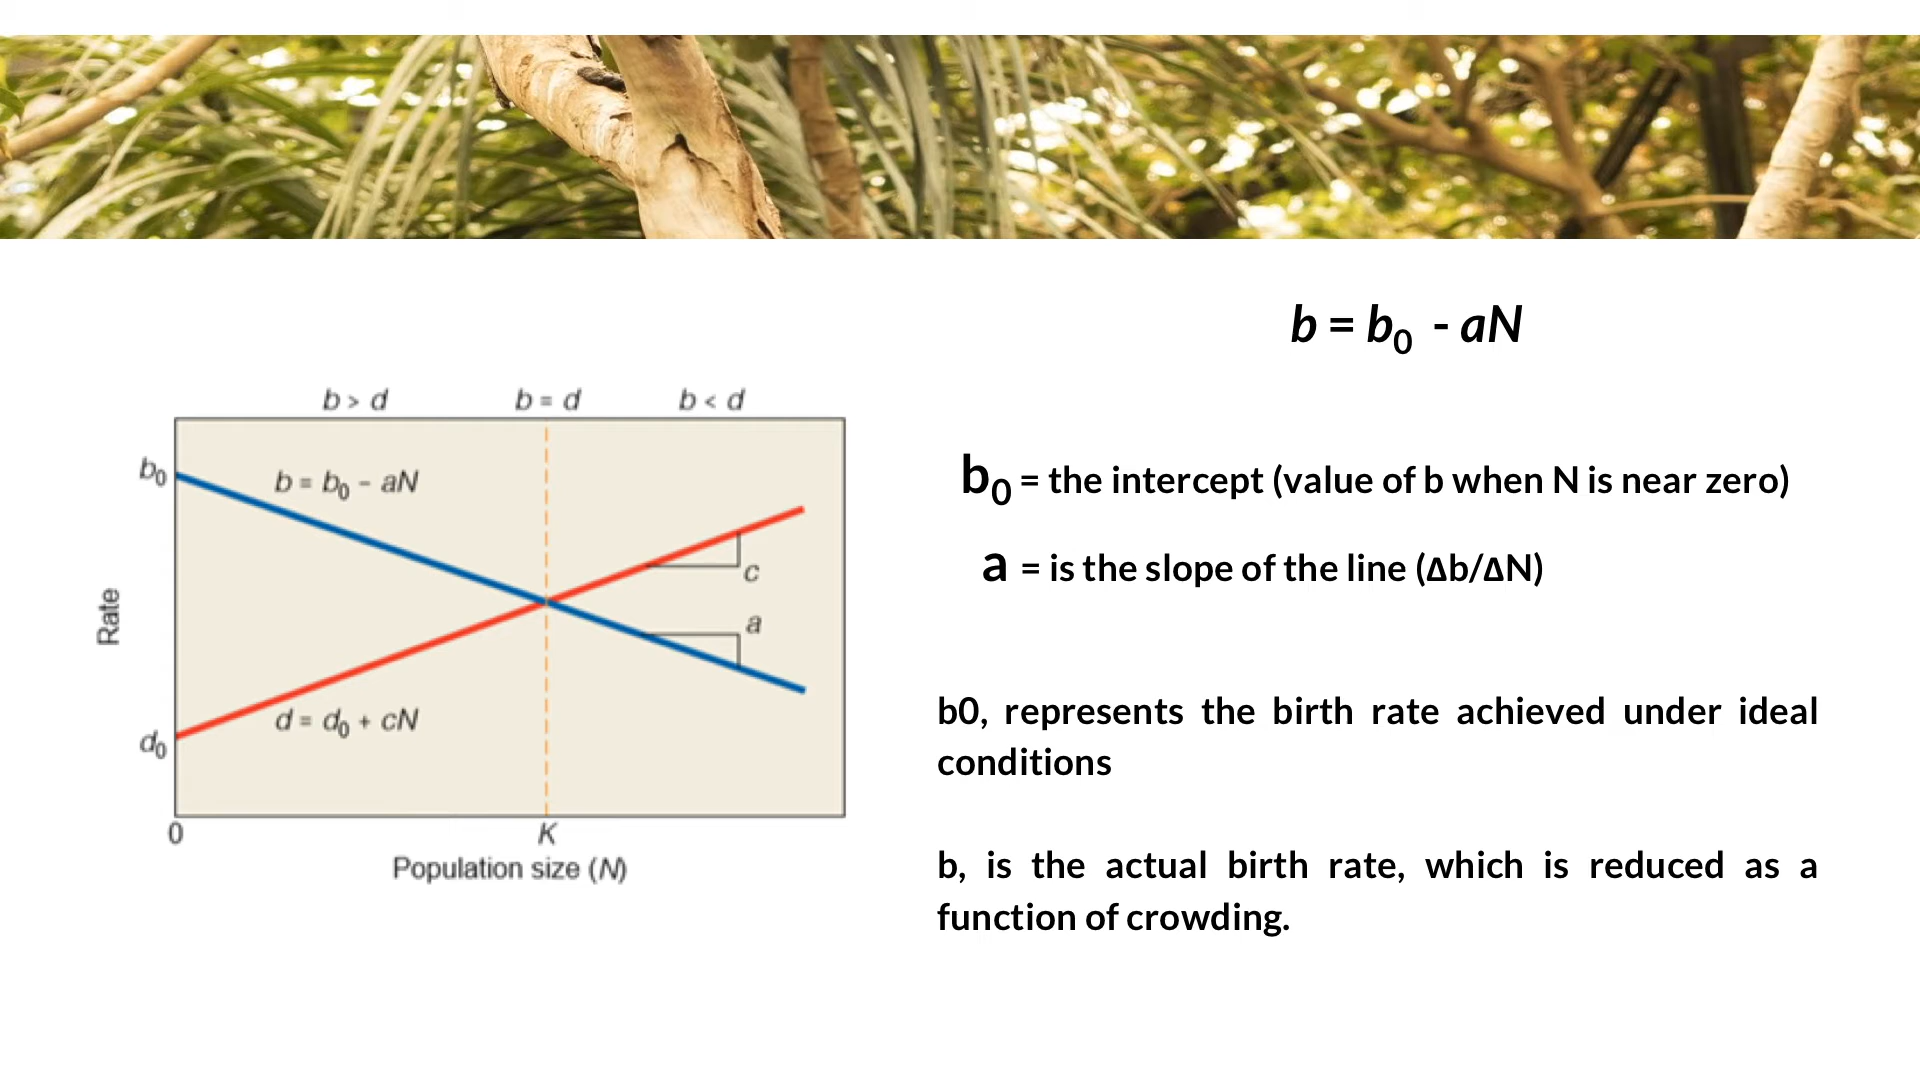 b = b₀ - aN
b > d
b = d
b < d
b₀
b = b₀ - aN
c
a
Rate
d = d₀ + cN
d₀
0
K
Population size (N)
b₀ = the intercept (value of b when N is near zero)
a = is the slope of the line (Δb/ΔN)
b0, represents the birth rate achieved under ideal
conditions
b, is the actual birth rate, which is reduced as a
function of crowding.